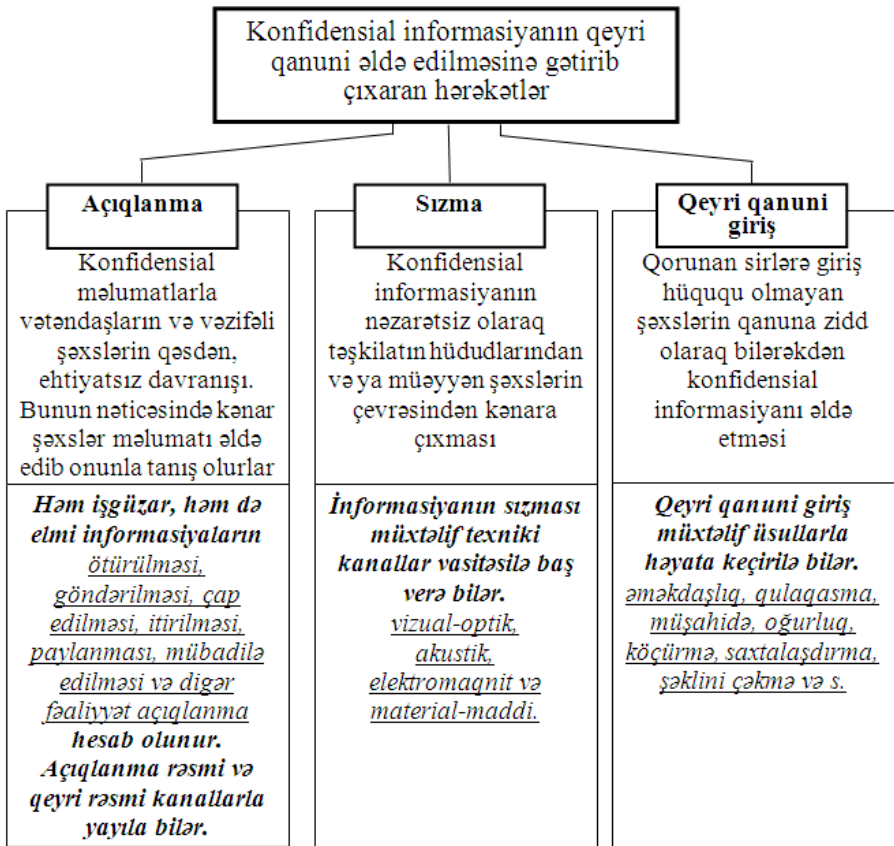 Konfidensial informasiyanın qeyri
qanuni əldə edilməsinə gətirib
çıxaran hərəkətlər
Açıqlanma
Konfidensial
məlumatlarla
vətəndaşların və vəzifəli
şəxslərin qəsdən,
ehtiyatsız davranışı.
Bunun nəticəsində kənar
şəxslər məlumatı əldə
edib onunla tanış olurlar
Həm işgüzar, həm də
elmi informasiyaların
ötürülməsi,
göndərilməsi, çap
edilməsi, itirilməsi,
paylanması, mübadilə
edilməsi və digər
fəaliyyət açıqlanma
hesab olunur.
Açıqlanma rəsmi və
qeyri rəsmi kanallarla
yayıla bilər.
Sızma
Konfidensial
informasiyanın
nəzarətsiz olaraq
təşkilatın hüdudlarından
və ya müəyyən şəxslərin
çevrəsindən kənara
çıxması
İnformasiyanın sızması
müxtəlif texniki
kanallar vasitəsilə baş
verə bilər.
vizual-optik,
akustik,
elektromaqnit və
material-maddi.
Qeyri qanuni
giriş
Qorunan sirlərə giriş
hüququ olmayan
şəxslərin qanuna zidd
olaraq bilərəkdən
konfidensial
informasiyanı əldə
etməsi
Qeyri qanuni giriş
müxtəlif üsullarla
həyata keçirilə bilər.
əməkdaşlıq, qulaqasma,
müşahidə, oğurluq,
köçürmə, saxtalaşdırma,
şəklini çəkmə və s.